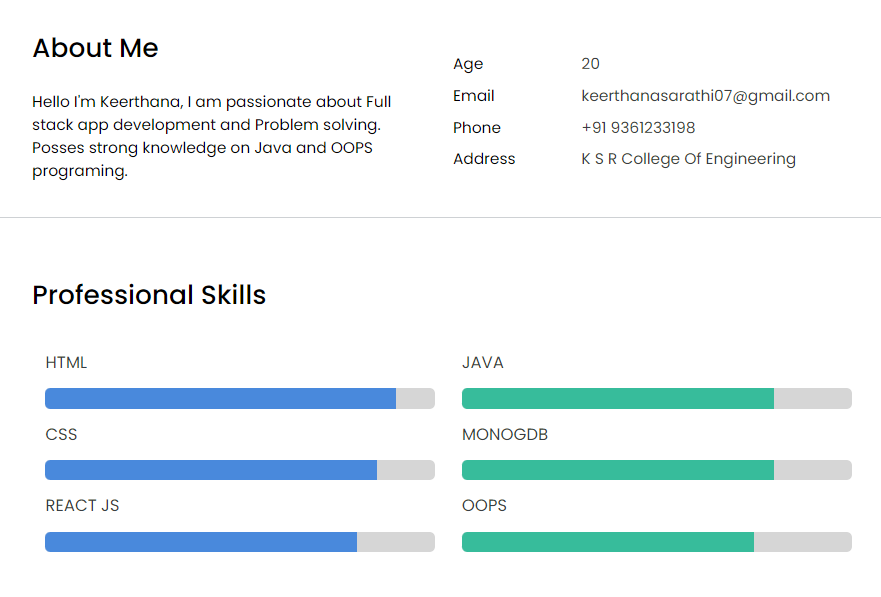 About Me
Hello I'm Keerthana, I am passionate about Full
stack app development and Problem solving.
Posses strong knowledge on Java and OOPS
programing.
Age 20
Email keerthanasarathi07@gmail.com
Phone +91 9361233198
Address K S R College Of Engineering
Professional Skills
HTML
CSS
REACT JS
JAVA
MONOGDB
OOPS